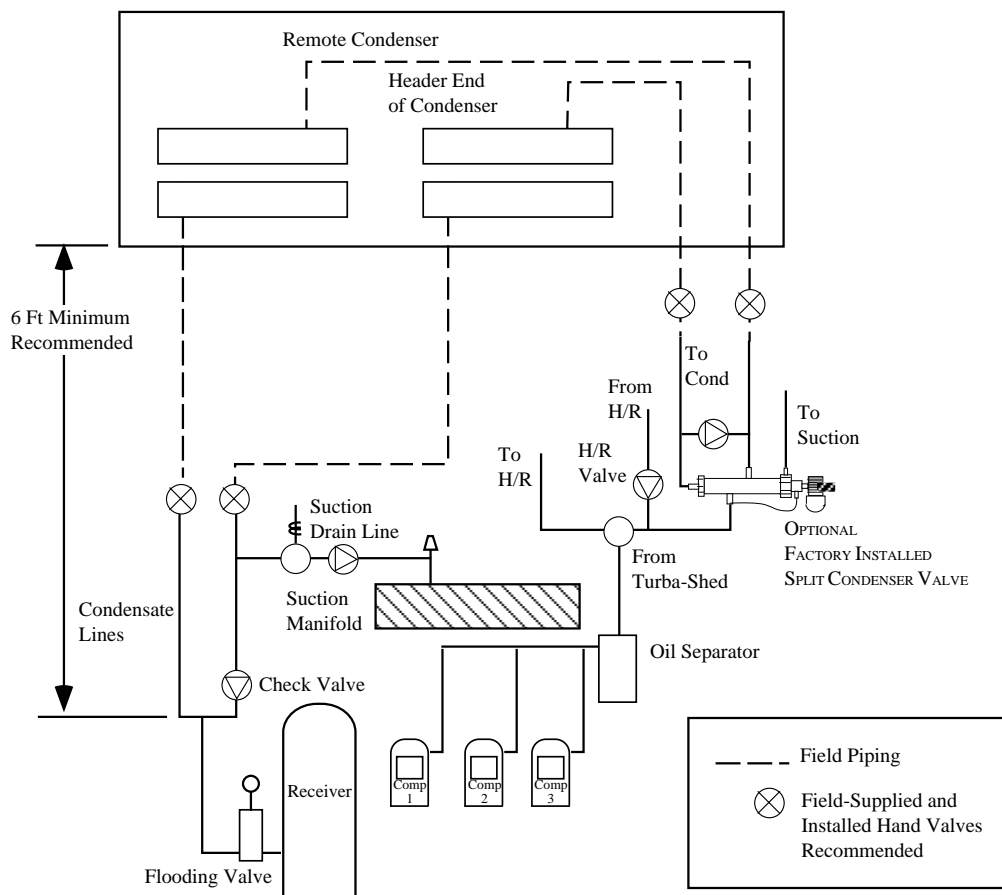 Remote Condenser
Header End
of Condenser
6 Ft Minimum
Recommended
To
Cond
From
H/R
To
Suction
To
H/R
H/R
Valve
Suction
Drain Line
OPTIONAL
FACTORY INSTALLED
SPLIT CONDENSER VALVE
From
Turba-Shed
Suction
Manifold
Condensate
Lines
Oil Separator
Check Valve
Comp
1
Comp
2
Comp
3
Receiver
Flooding Valve
Field Piping
Field-Supplied and
Installed Hand Valves
Recommended